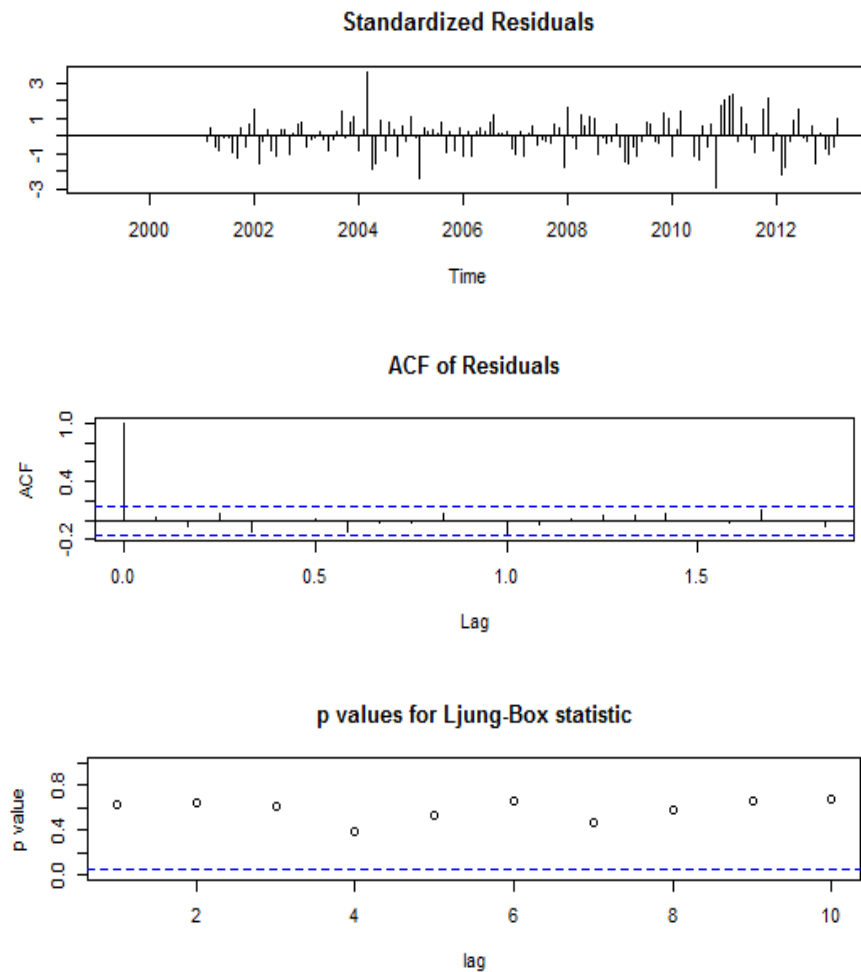 Standardized Residuals
3
1
-1
-3
2000 2002 2004 2006 2008 2010 2012
Time
ACF of Residuals
ACF
1.0
0.4
-0.2
0.0 0.5 1.0 1.5
Lag
p values for Ljung-Box statistic
p value
0.8
0.4
0.0
2 4 6 8 10
lag